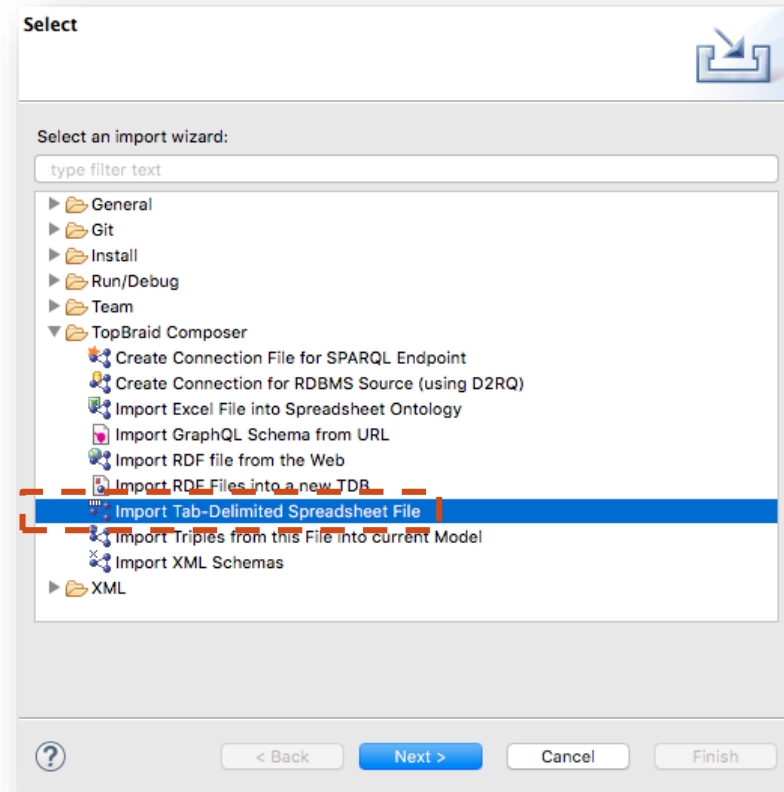 Select
Select an import wizard:
type filter text
General
Git
Install
Run/Debug
Team
TopBraid Composer
Create Connection File for SPARQL Endpoint
Create Connection for RDBMS Source (using D2RQ)
Import Excel File into Spreadsheet Ontology
Import GraphQL Schema from URL
Import RDF file from the Web
Import RDF Files into a new TDB
Import Tab-Delimited Spreadsheet File
Import Triples from this File into current Model
Import XML Schemas
XML
? < Back Next > Cancel Finish